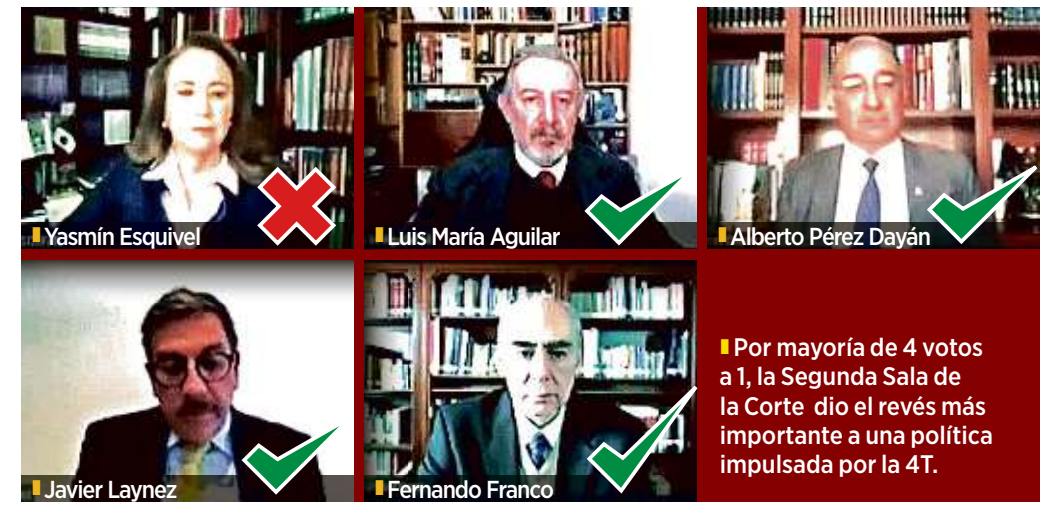 Yasmín Esquivel
Luis María Aguilar
Alberto Pérez Dayán
Javier Laynez
Fernando Franco
Por mayoría de 4 votos
a 1, la Segunda Sala de
la Corte dio el revés más
importante a una política
impulsada por la 4T.